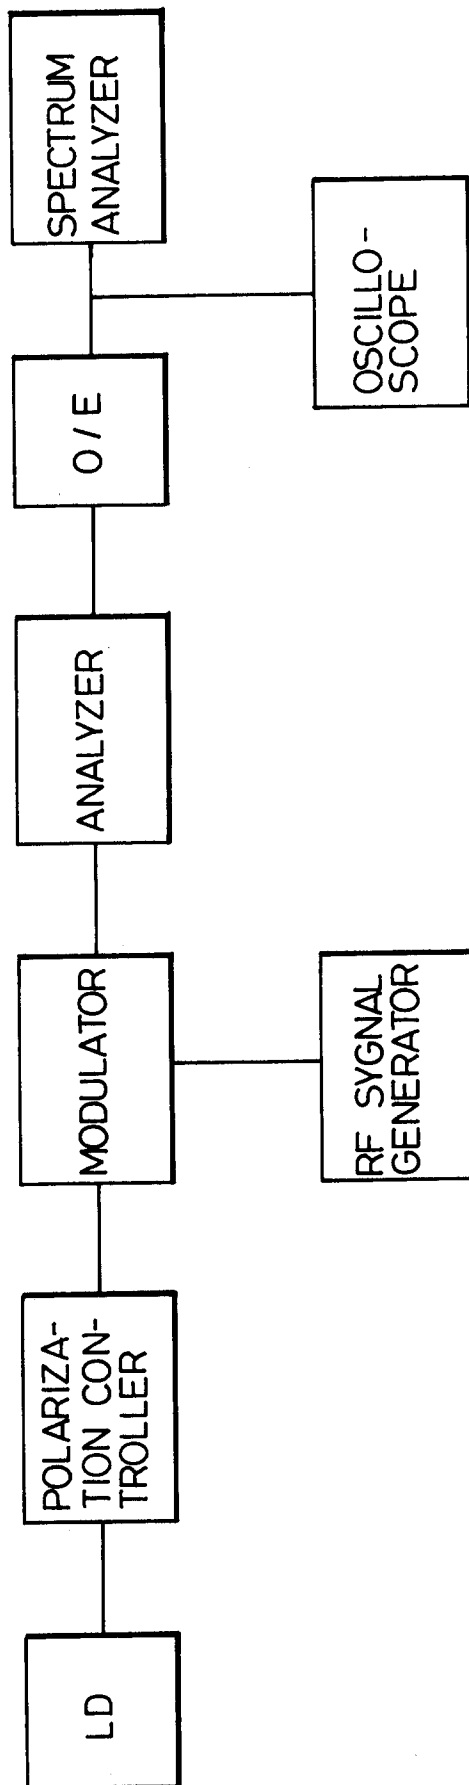 LD
POLARIZA-
TION CON-
TROLLER
MODULATOR
RF SYGNAL
GENERATOR
ANALYZER
O / E
SPECTRUM
ANALYZER
OSCILLO-
SCOPE